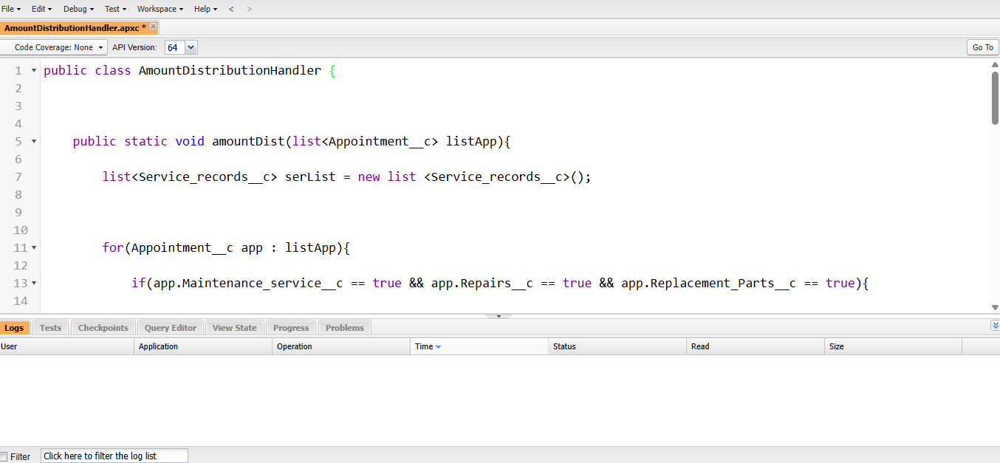 File Edit Debug Test Workspace Help < >
AmountDistributionHandler.apxc *
Code Coverage: None API Version: 64 Go To
1 public class AmountDistributionHandler {
2
3
4
5 public static void amountDist(list<Appointment__c> listApp){
6
7 list<Service_records__c> serList = new list <Service_records__c>();
8
9
10
11 for(Appointment__c app : listApp){
12
13 if(app.Maintenance_service__c == true && app.Repairs__c == true && app.Replacement_Parts__c == true){
14
Logs Tests Checkpoints Query Editor View State Progress Problems
User Application Operation Time Status Read Size
Filter Click here to filter the log list